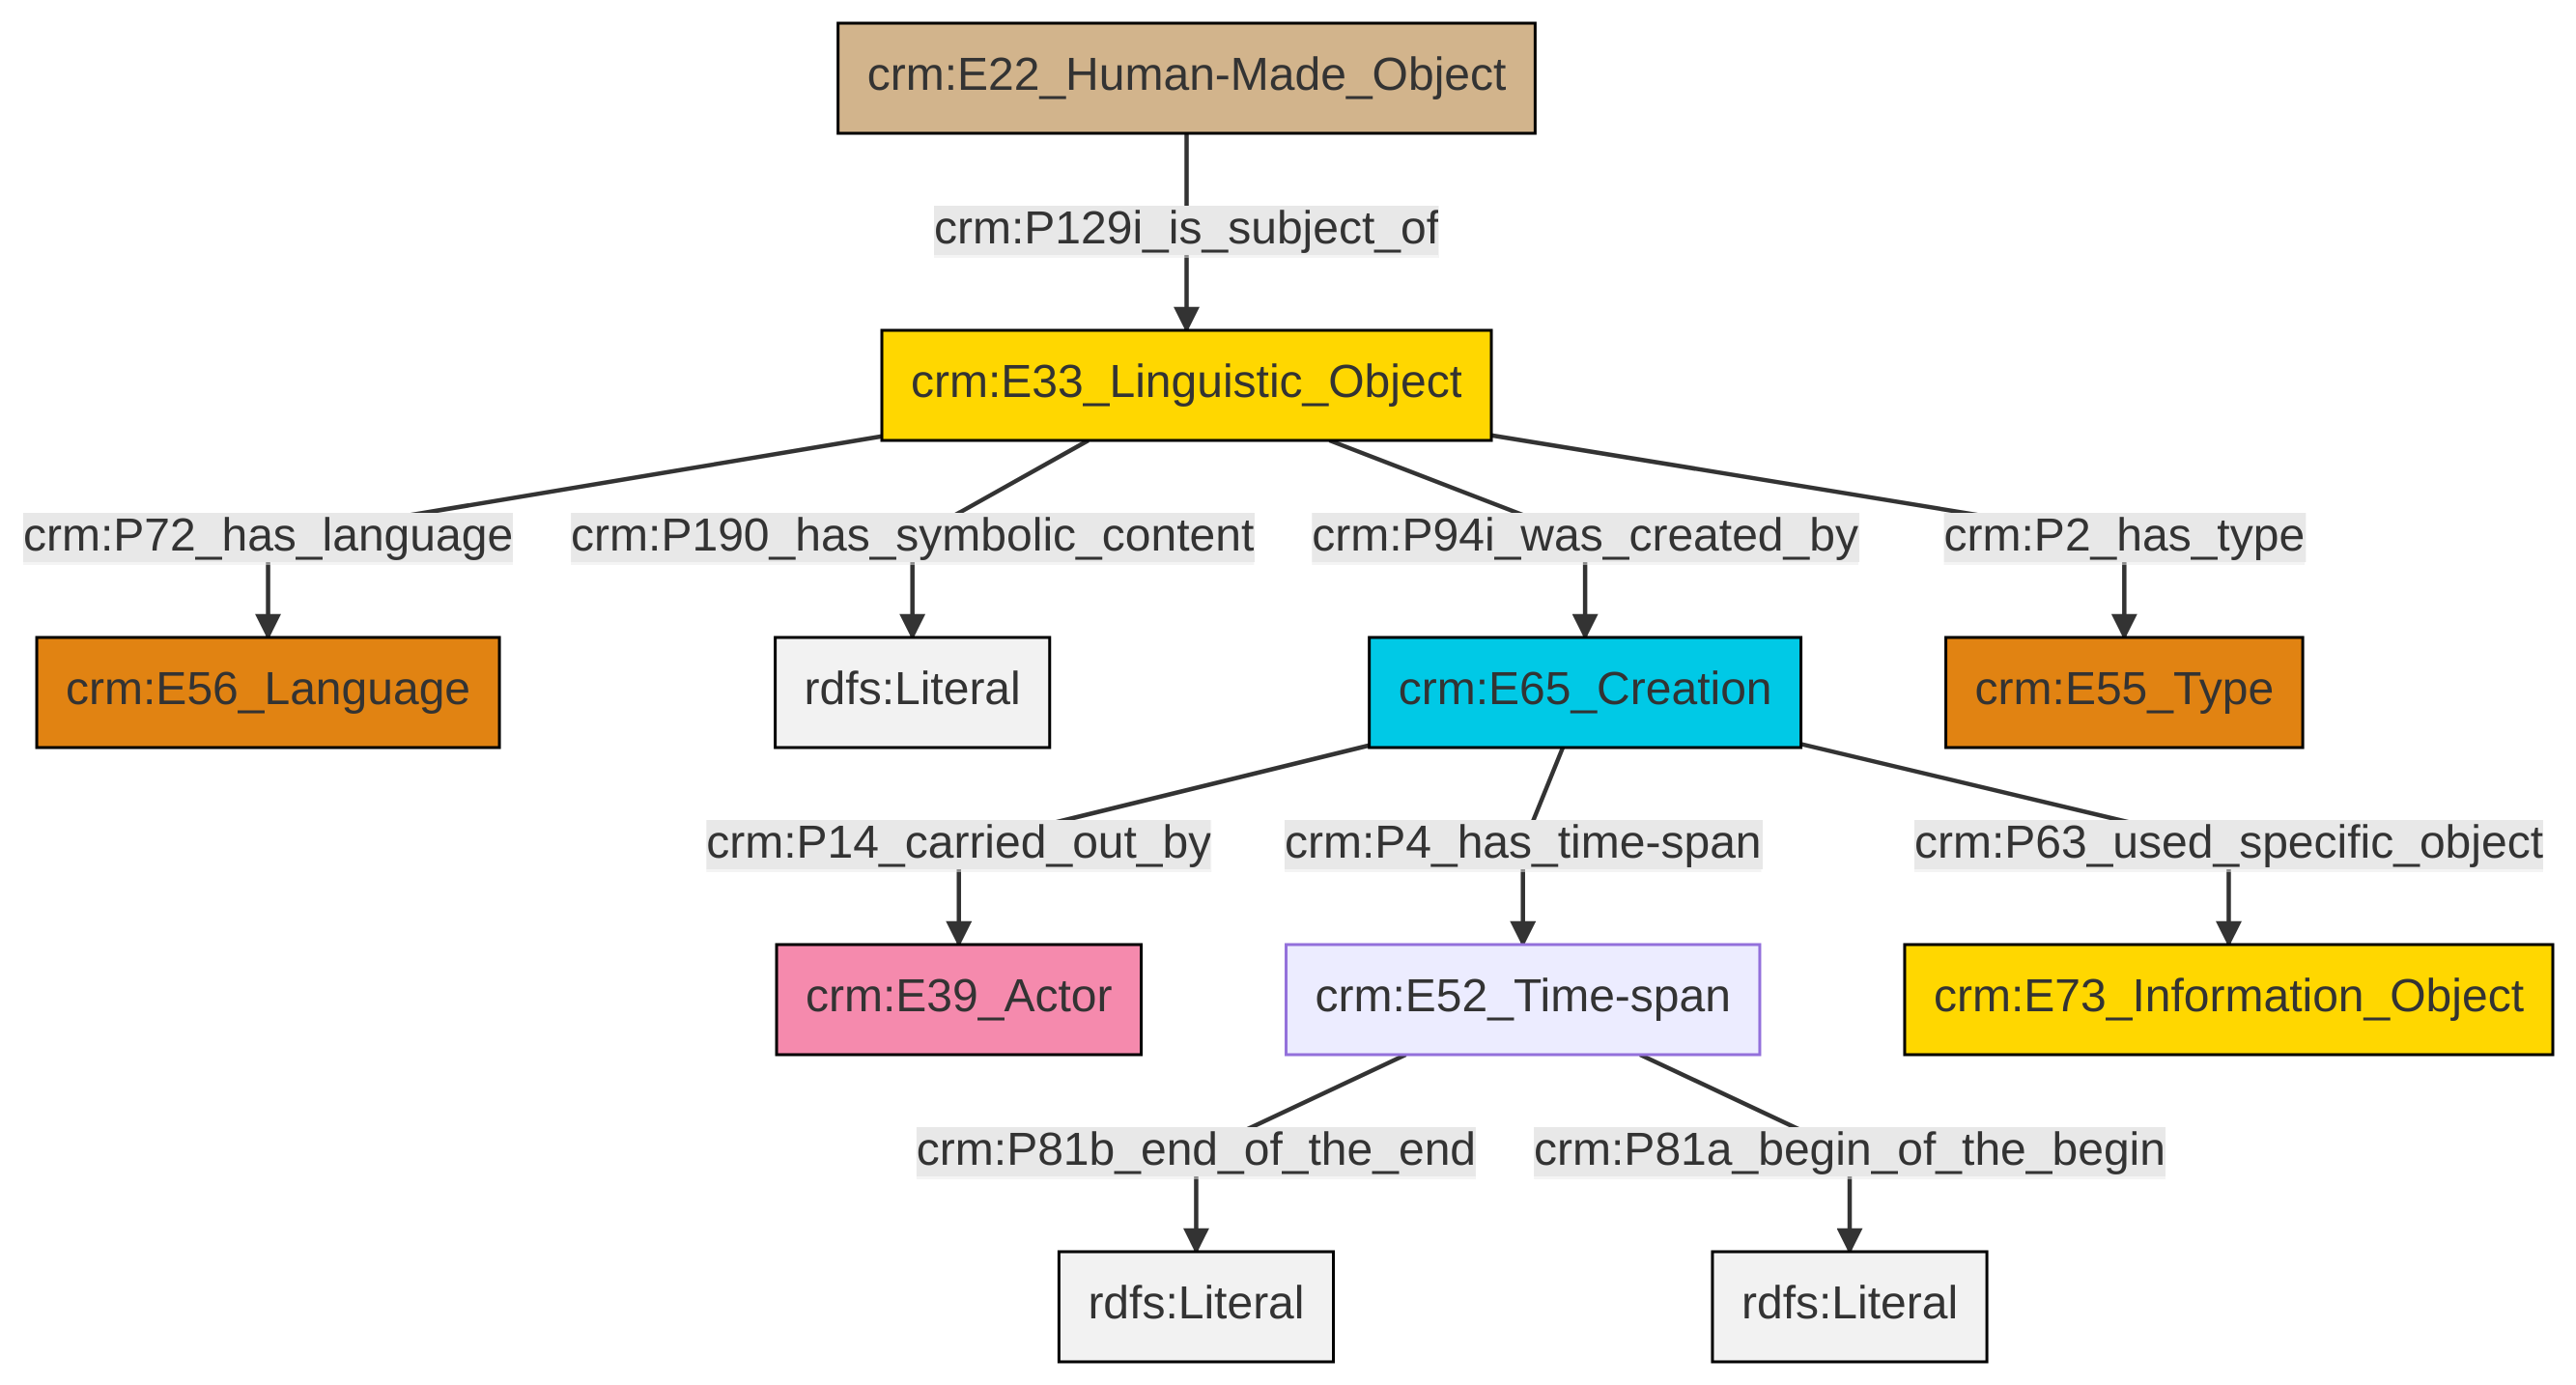 crm:E22_Human-Made_Object
crm:P129i_is_subject_of
crm:E33_Linguistic_Object
crm:P72_has_language
crm:P190_has_symbolic_content
crm:P94i_was_created_by
crm:P2_has_type
crm:E56_Language
rdfs:Literal
crm:E65_Creation
crm:E55_Type
crm:P14_carried_out_by
crm:P4_has_time-span
crm:P63_used_specific_object
crm:E39_Actor
crm:E52_Time-span
crm:E73_Information_Object
crm:P81b_end_of_the_end
crm:P81a_begin_of_the_begin
rdfs:Literal
rdfs:Literal